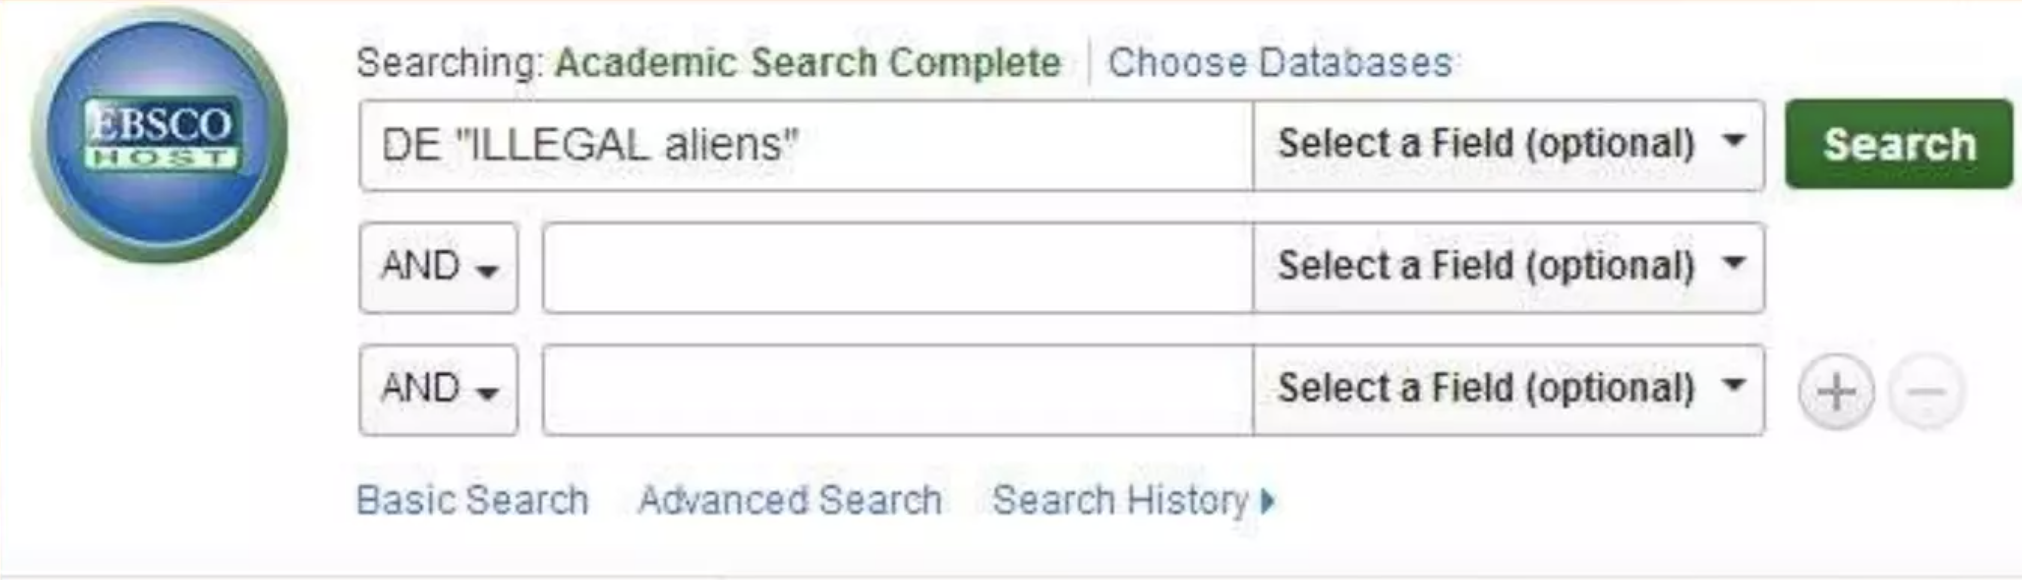 EBSCO
HOST
Searching: Academic Search Complete | Choose Databases
DE "ILLEGAL aliens" Select a Field (optional) Search
AND Select a Field (optional)
AND Select a Field (optional)
Basic Search Advanced Search Search History